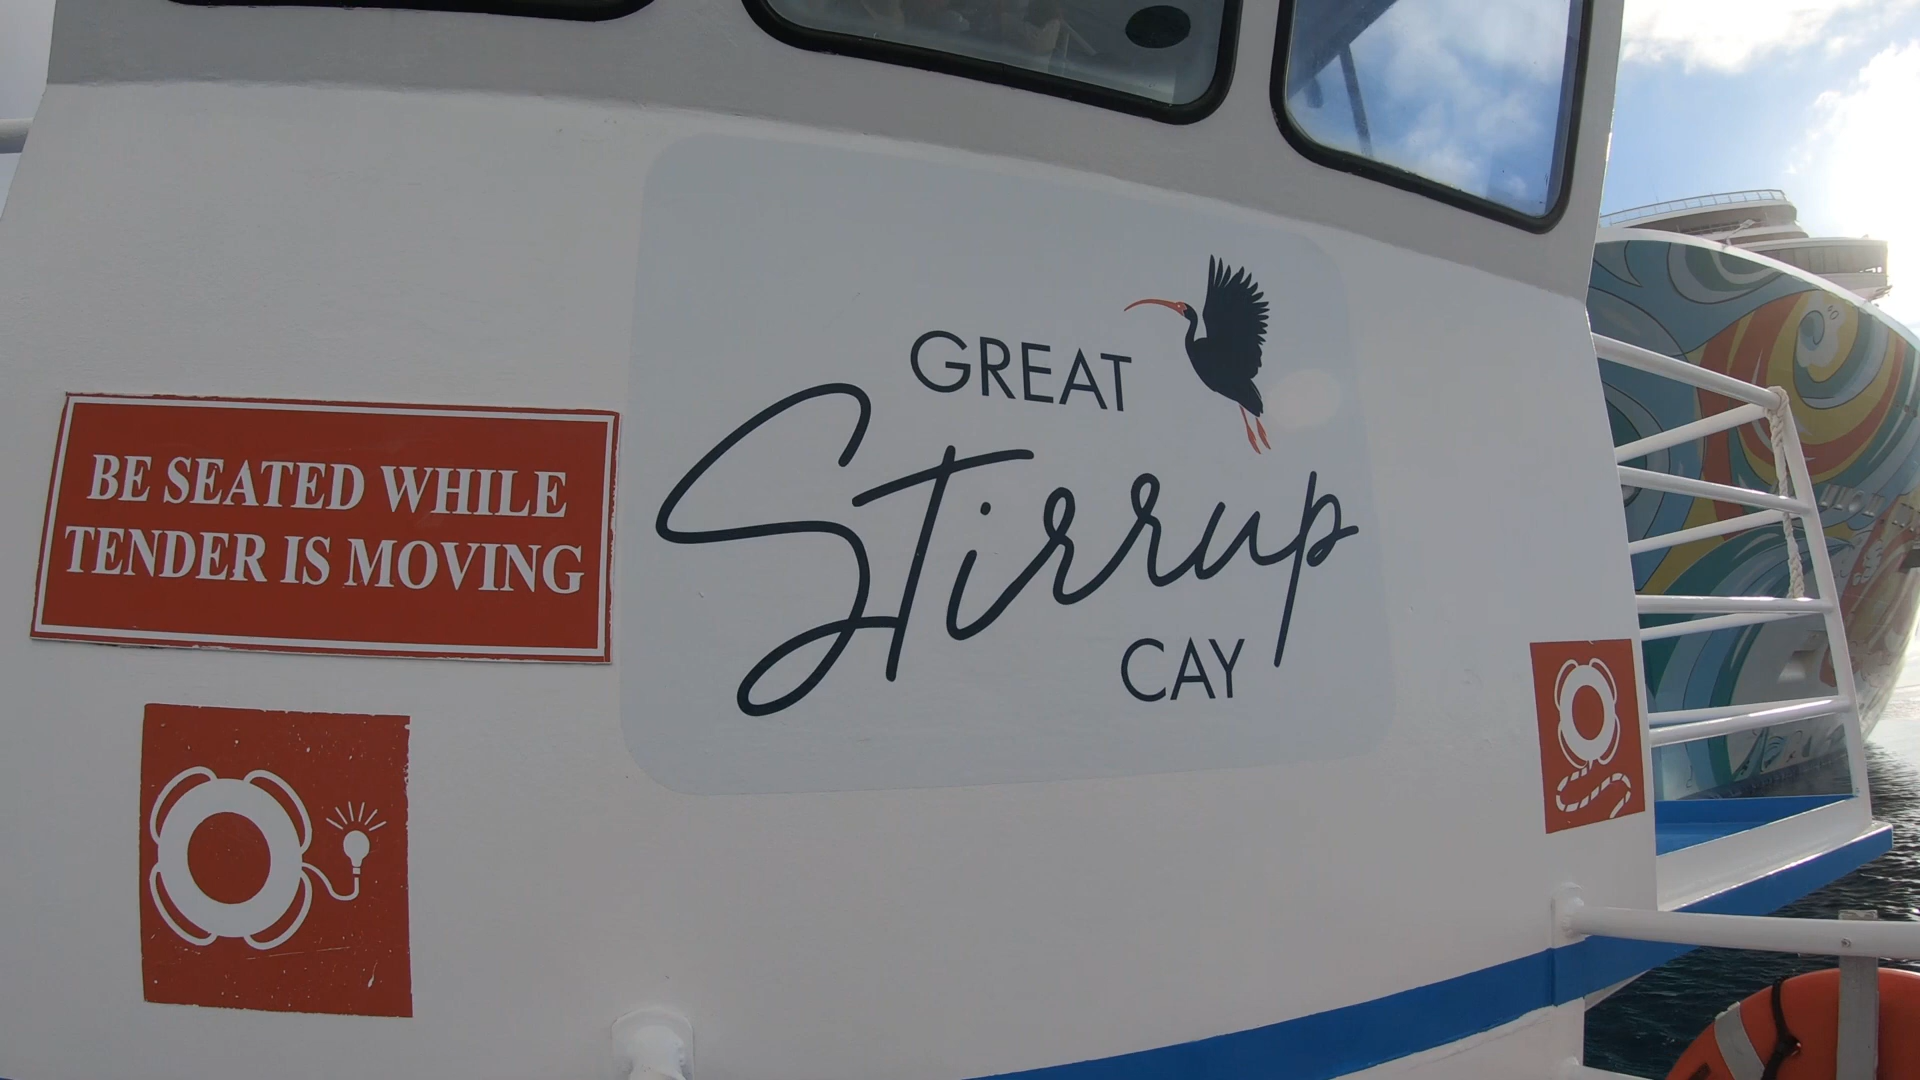 BE SEATED WHILE
TENDER IS MOVING
GREAT
Stirrup
CAY